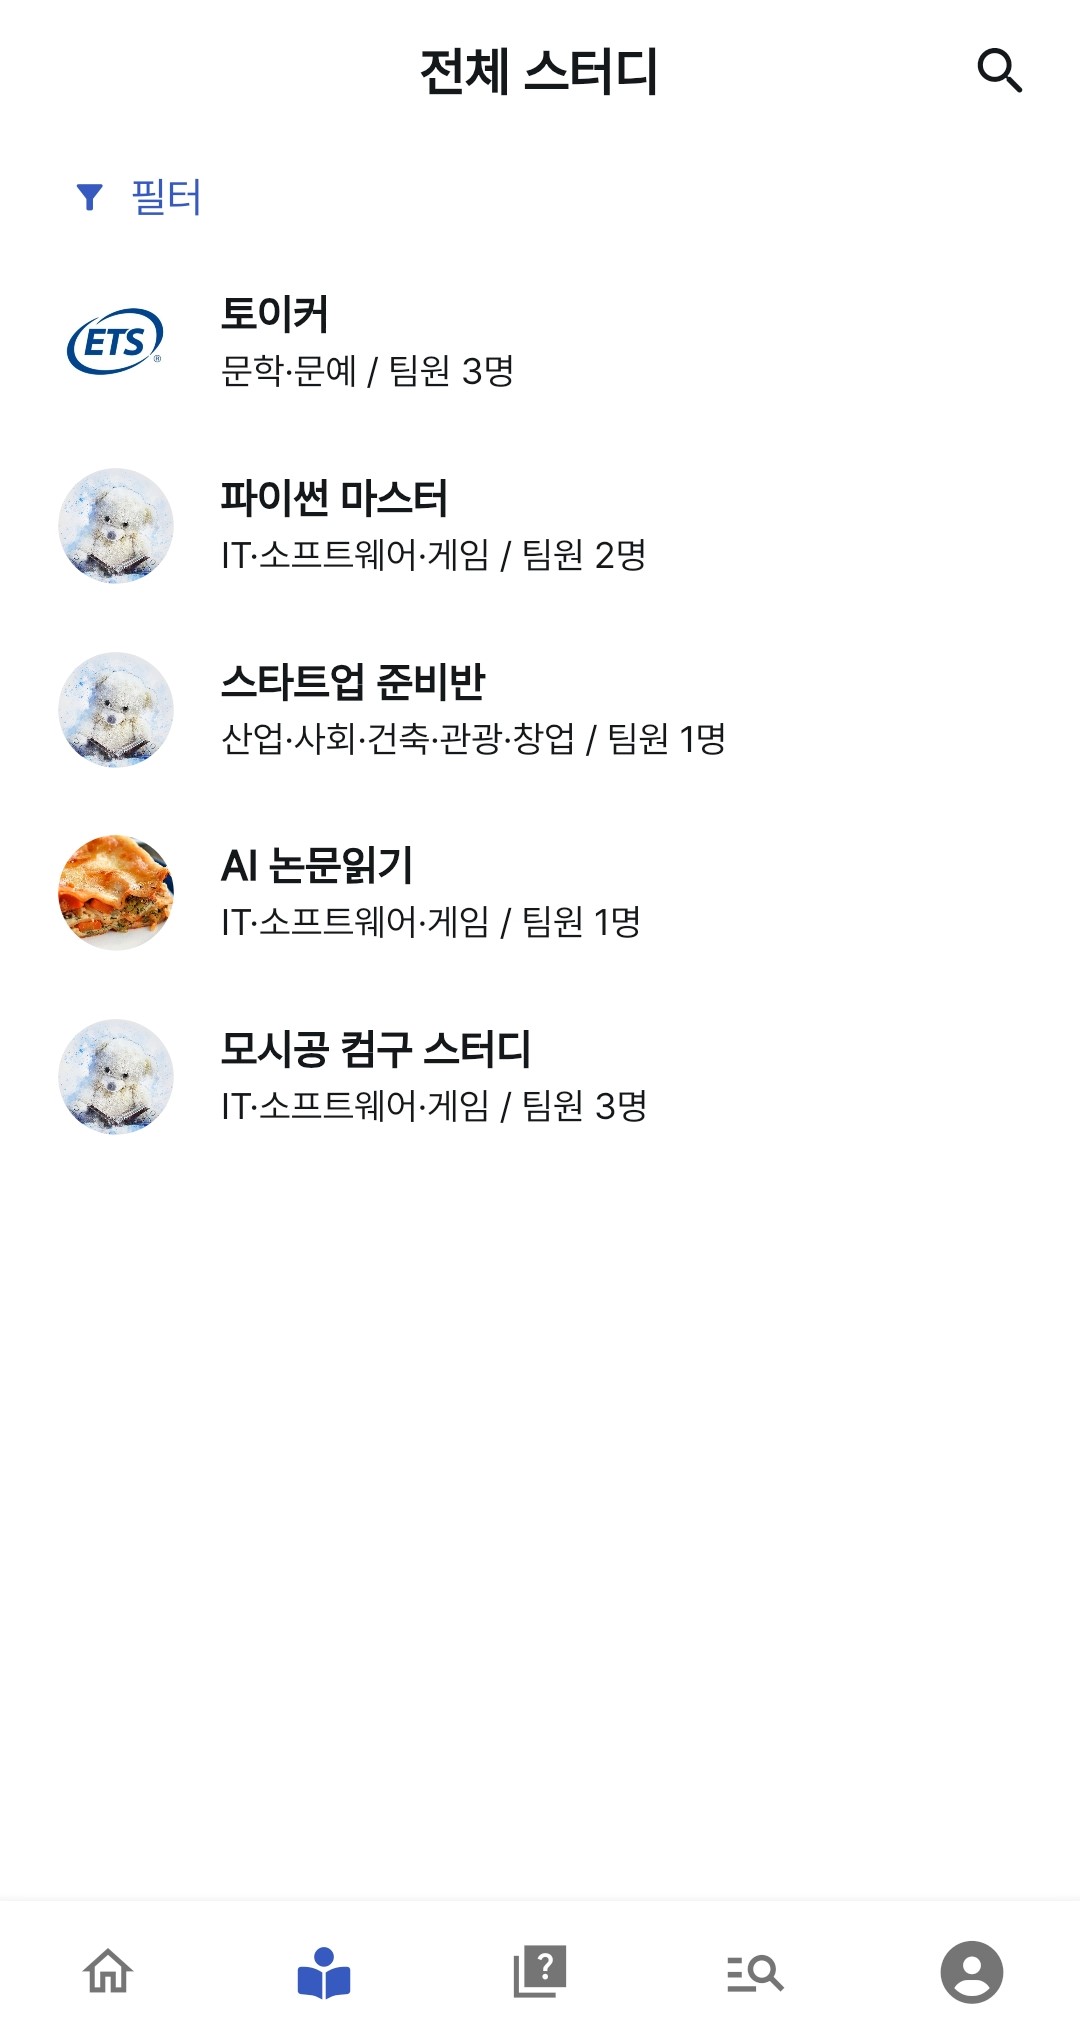 전체 스터디
필터
ETS®
토이커
문학·문예 / 팀원 3명
파이썬 마스터
IT·소프트웨어·게임 / 팀원 2명
스타트업 준비반
산업·사회·건축·관광·창업 / 팀원 1명
AI 논문읽기
IT·소프트웨어·게임 / 팀원 1명
모시공 컴구 스터디
IT·소프트웨어·게임 / 팀원 3명
?